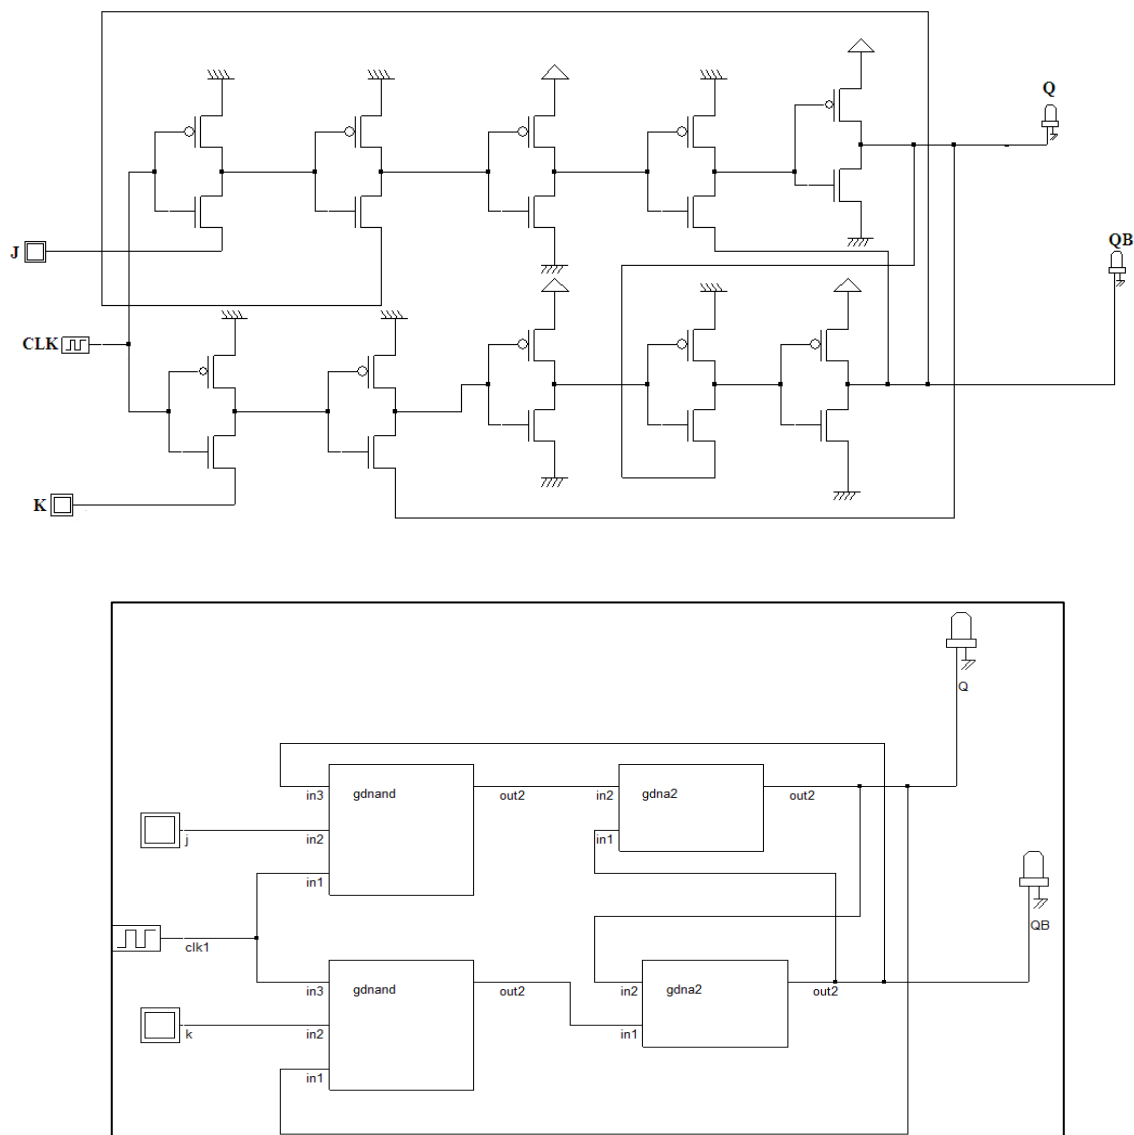 Q
QB
J
CLK
K
Q
in3 gdnand out2 in2 gdna2 out2
j in2 in1
in1
QB
clk1
in3 gdnand out2 in2 gdna2 out2
k in2 in1
in1